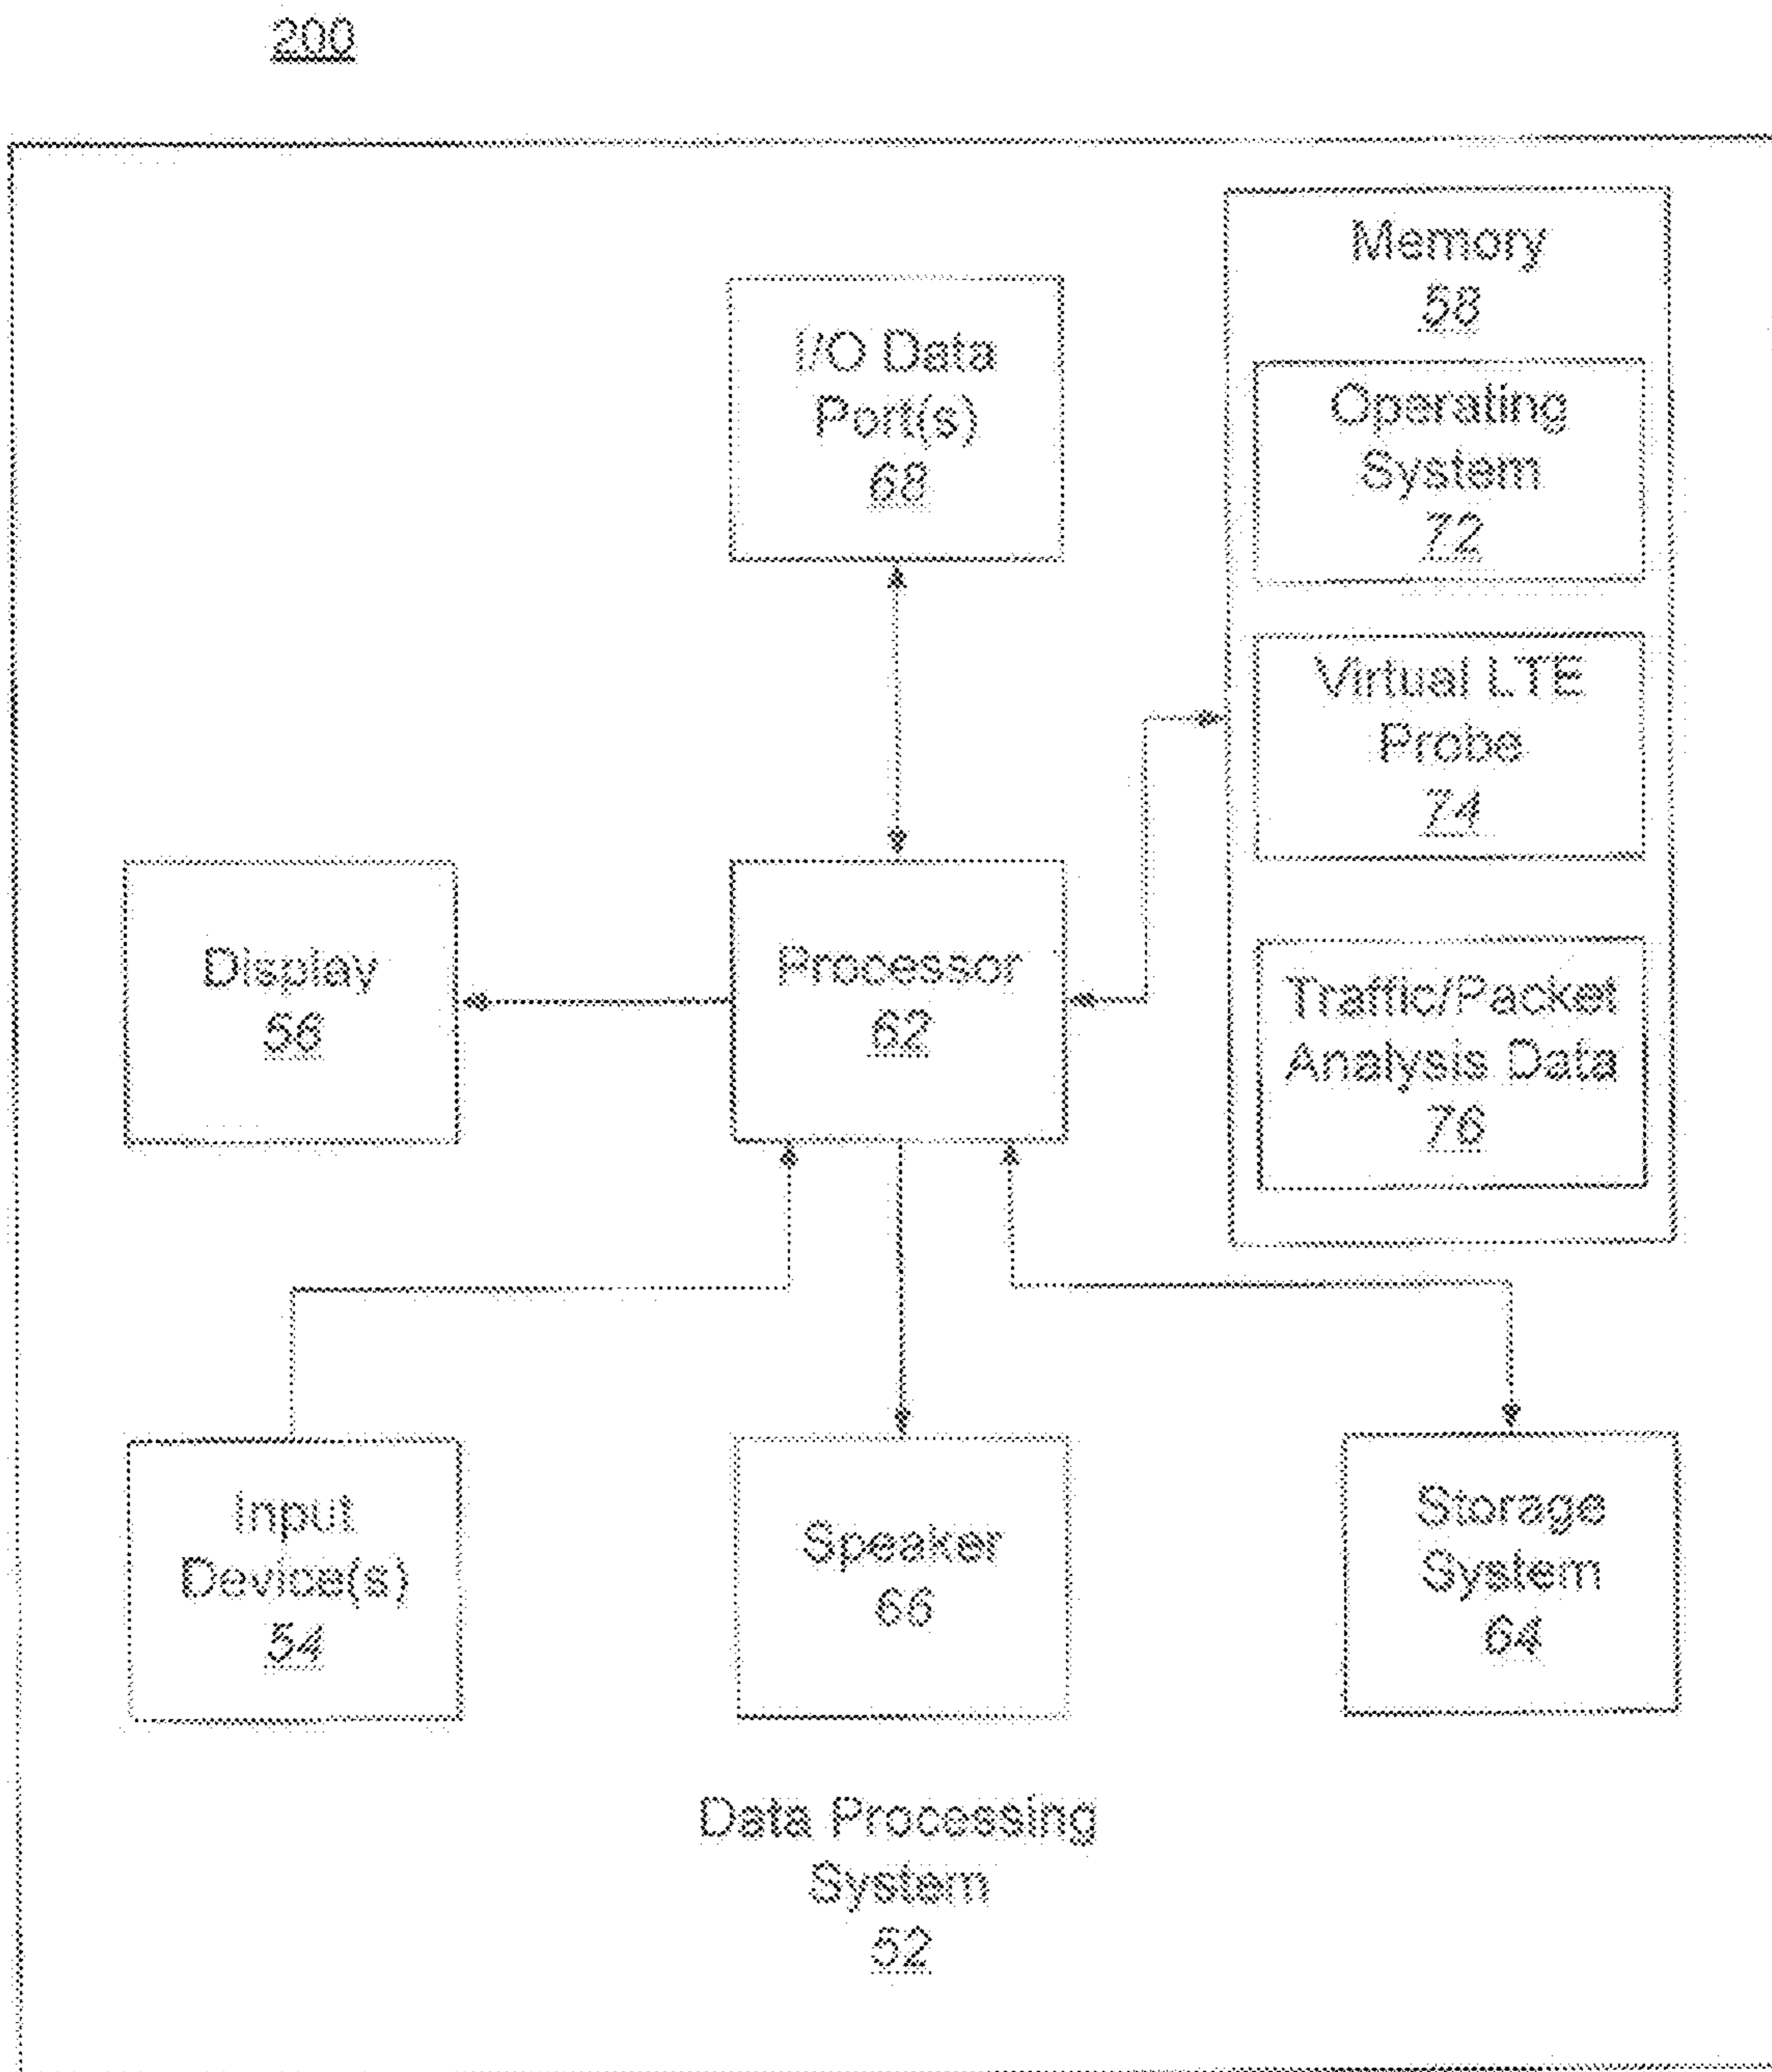 200
Memory
58
I/O Data
Port(s)
68
Operating
System
72
Virtual LTE
Probe
74
Display
56
Processor
62
Traffic/Packet
Analysis Data
76
Input
Device(s)
54
Speaker
66
Storage
System
64
Data Processing
System
52